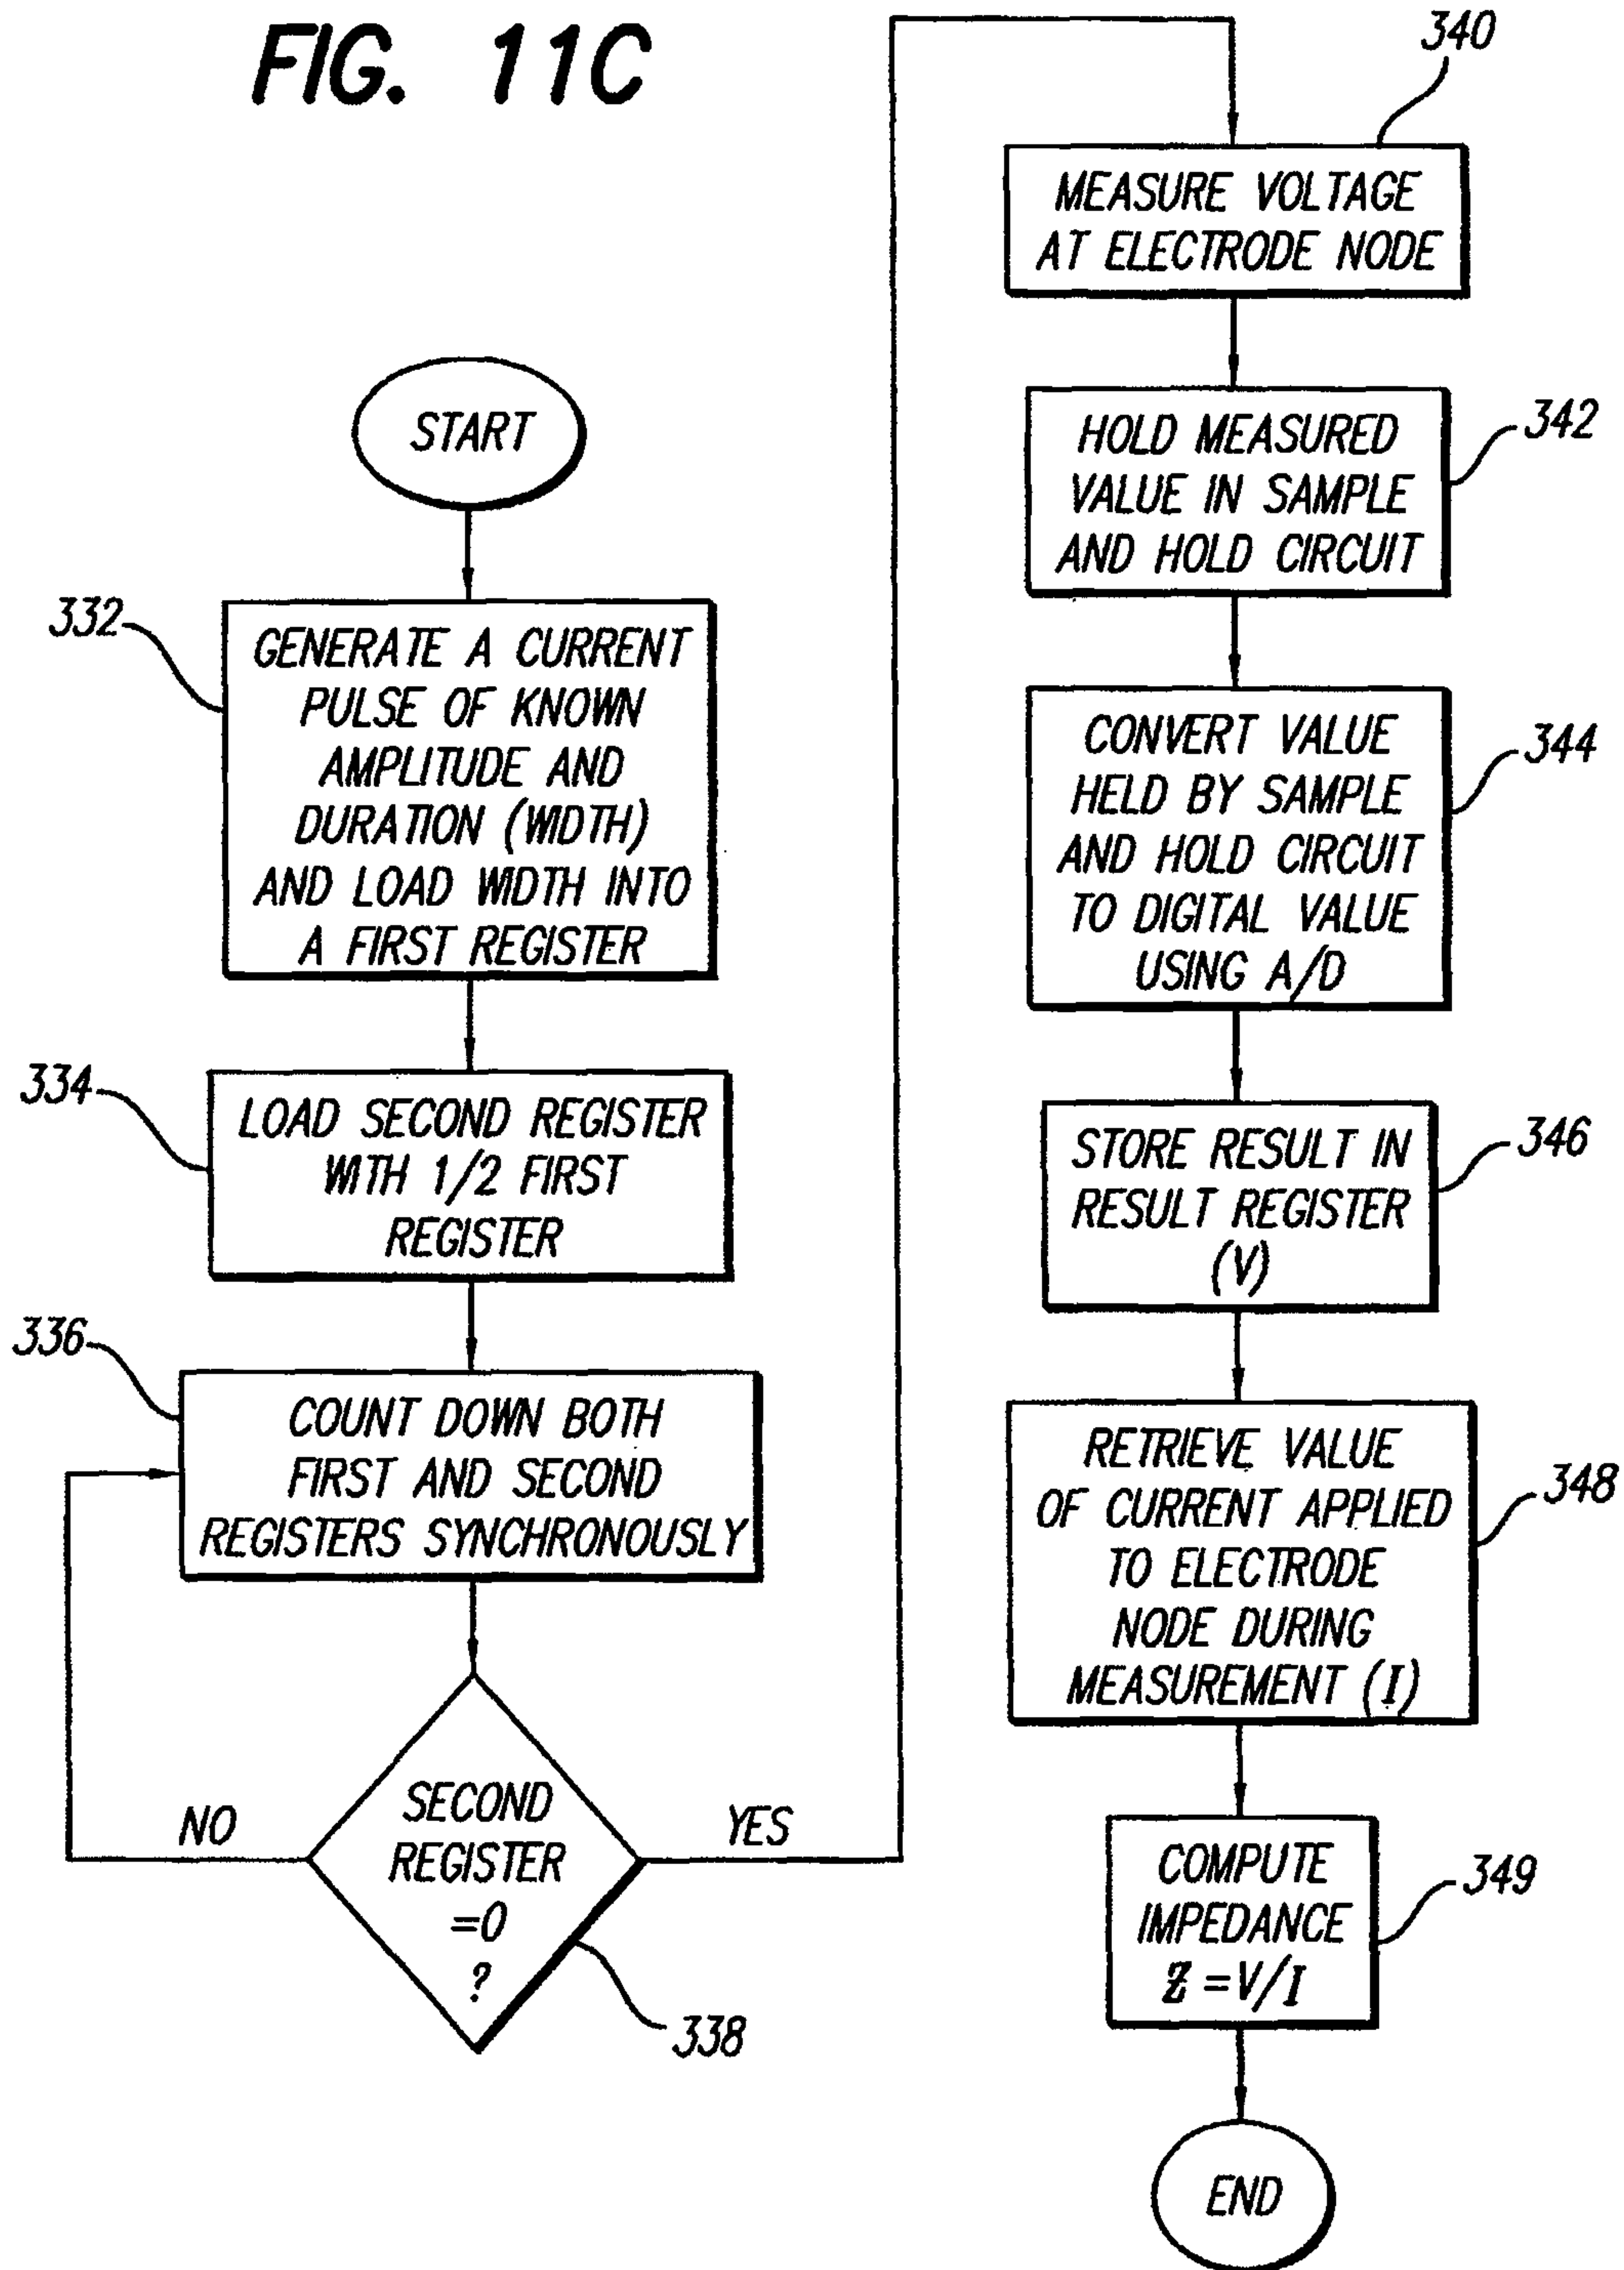 FIG. 11C
START
332
GENERATE A CURRENT
PULSE OF KNOWN
AMPLITUDE AND
DURATION (WIDTH)
AND LOAD WIDTH INTO
A FIRST REGISTER
334
LOAD SECOND REGISTER
WITH 1/2 FIRST
REGISTER
336
COUNT DOWN BOTH
FIRST AND SECOND
REGISTERS SYNCHRONOUSLY
NO
SECOND
REGISTER
=0
?
YES
338
340
MEASURE VOLTAGE
AT ELECTRODE NODE
342
HOLD MEASURED
VALUE IN SAMPLE
AND HOLD CIRCUIT
344
CONVERT VALUE
HELD BY SAMPLE
AND HOLD CIRCUIT
TO DIGITAL VALUE
USING A/D
346
STORE RESULT IN
RESULT REGISTER
(V)
348
RETRIEVE VALUE
OF CURRENT APPLIED
TO ELECTRODE
NODE DURING
MEASUREMENT (I)
349
COMPUTE
IMPEDANCE
Z =V/I
END